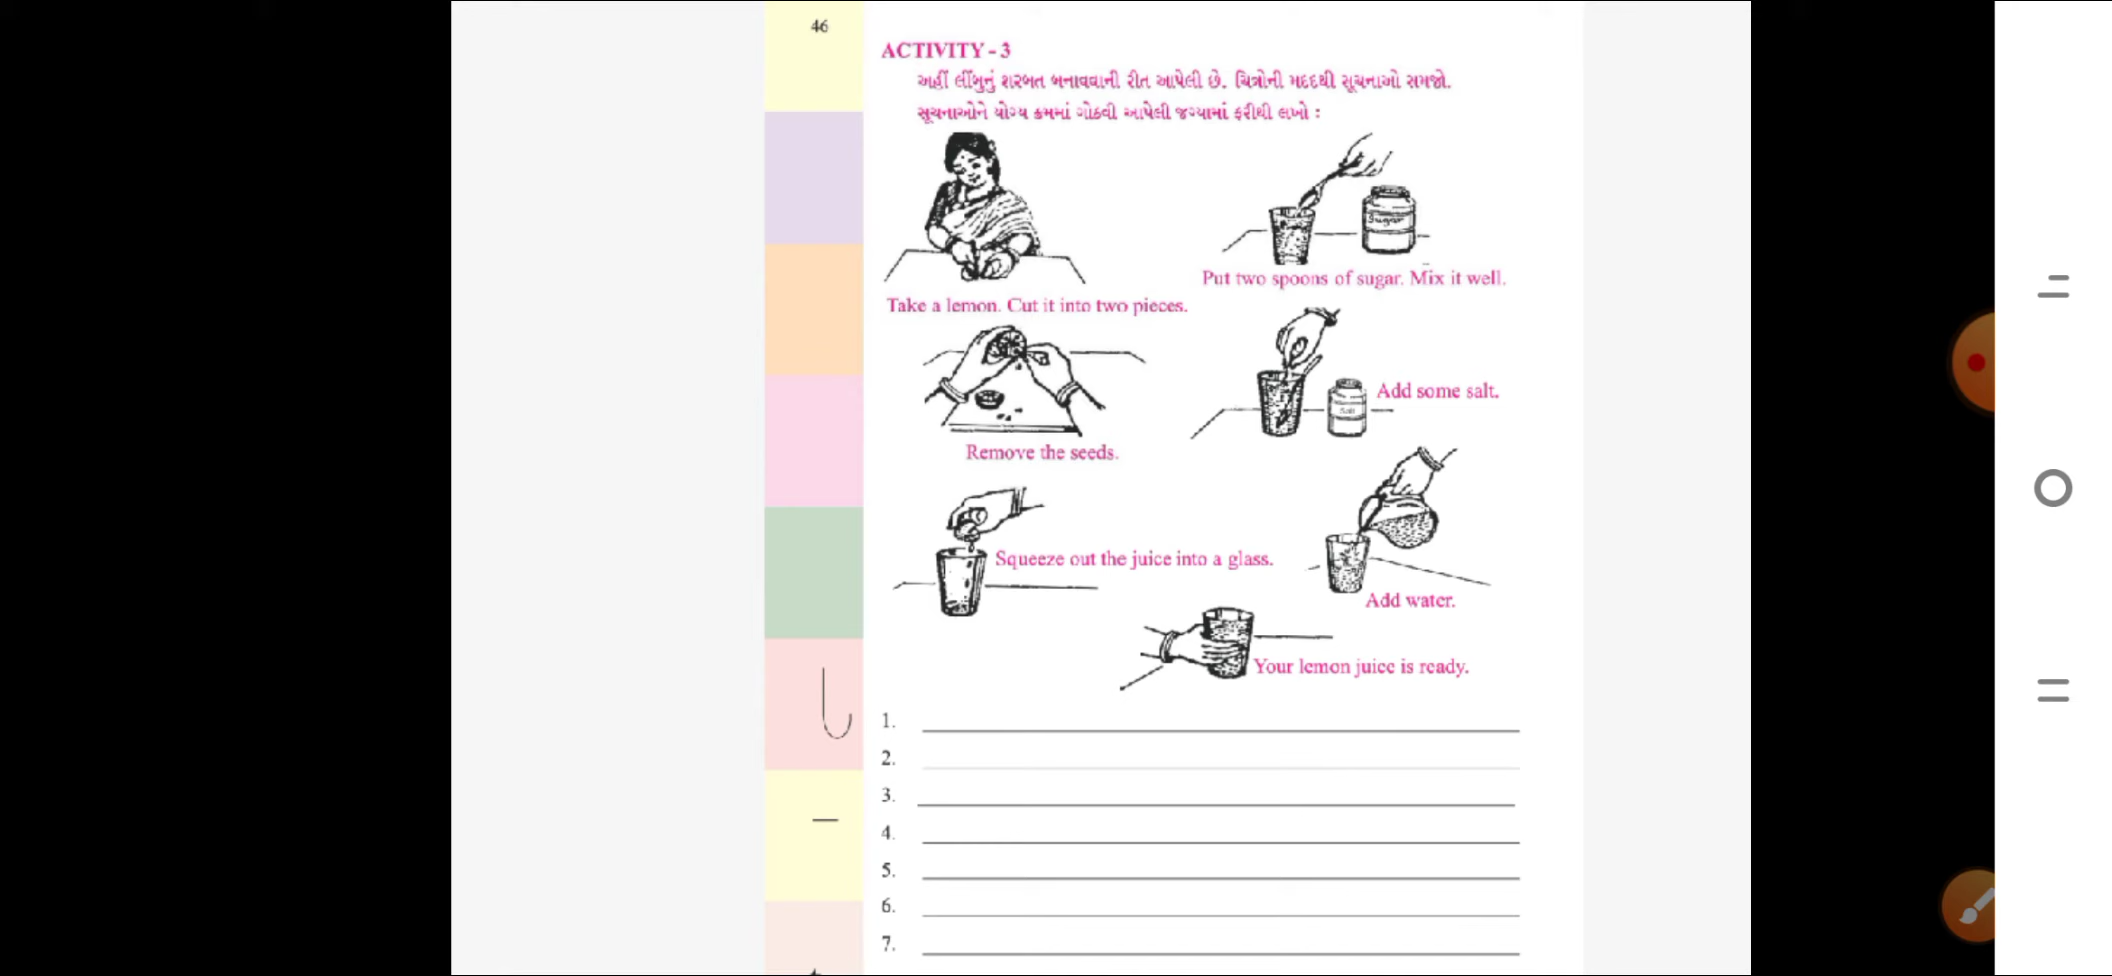 46
ACTIVITY - 3
અહીં લીંબુનું શરબત બનાવવાની રીત આપેલી છે. ચિત્રોની મદદથી સૂચનાઓ સમજો.
સૂચનાઓને યોગ્ય ક્રમમાં ગોઠવી આપેલી જગ્યામાં ફરીથી લખો :
Sugar
Put two spoons of sugar. Mix it well.
Take a lemon. Cut it into two pieces.
Add some salt.
Salt
Remove the seeds.
Squeeze out the juice into a glass.
Add water.
Your lemon juice is ready.
1.
2.
3.
4.
5.
6.
7.